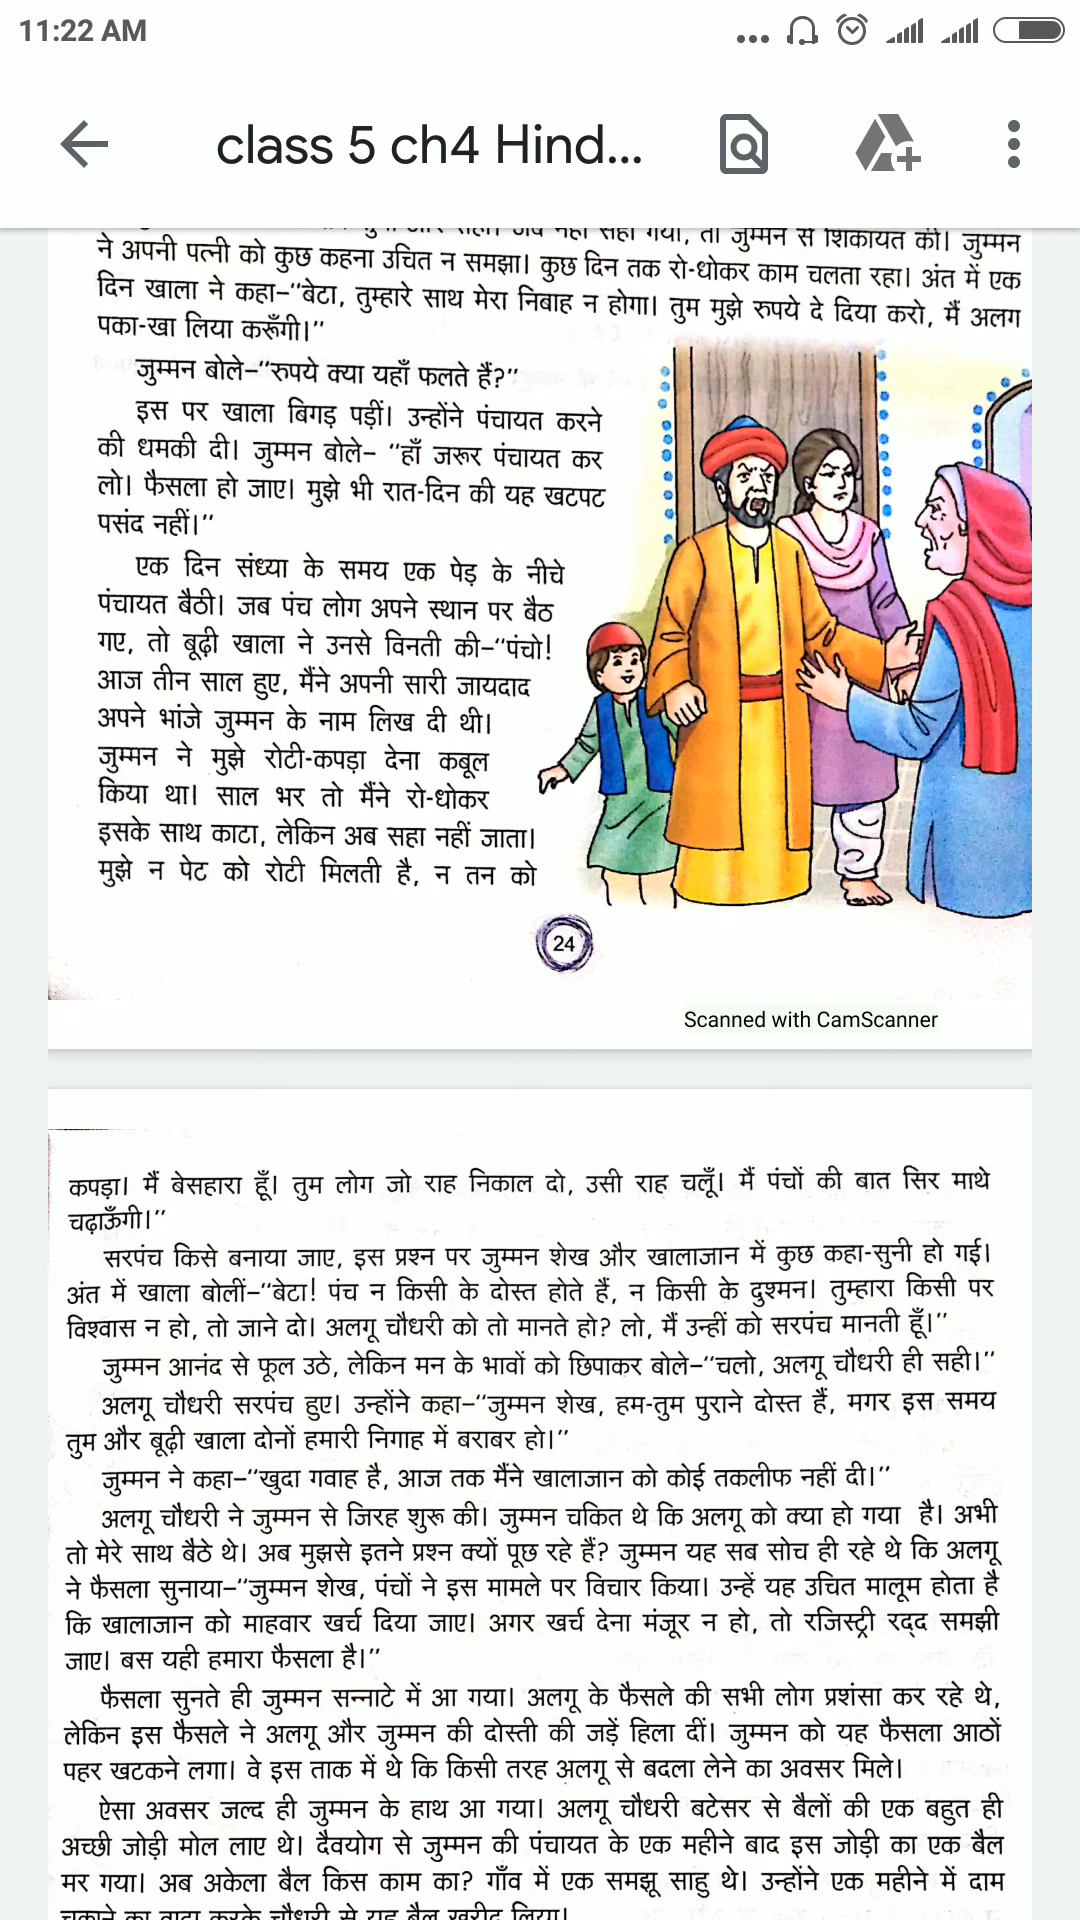 11:22 AM
class 5 ch4 Hind...
नहीं सहा गया, तो जुम्मन से शिकायत की। जुम्मन
ने अपनी पत्नी को कुछ कहना उचित न समझा। कुछ दिन तक रो-धोकर काम चलता रहा। अंत में एक
दिन खाला ने कहा–“बेटा, तुम्हारे साथ मेरा निबाह न होगा। तुम मुझे रुपये दे दिया करो, मैं अलग
पका-खा लिया करूँगी।”
जुम्मन बोले–“रुपये क्या यहाँ फलते हैं?”
इस पर खाला बिगड़ पड़ीं। उन्होंने पंचायत करने
की धमकी दी। जुम्मन बोले– “हाँ जरूर पंचायत कर
लो। फैसला हो जाए। मुझे भी रात-दिन की यह खटपट
पसंद नहीं।”
एक दिन संध्या के समय एक पेड़ के नीचे
पंचायत बैठी। जब पंच लोग अपने स्थान पर बैठ
गए, तो बूढ़ी खाला ने उनसे विनती की–“पंचो!
आज तीन साल हुए, मैंने अपनी सारी जायदाद
अपने भांजे जुम्मन के नाम लिख दी थी।
जुम्मन ने मुझे रोटी-कपड़ा देना कबूल
किया था। साल भर तो मैंने रो-धोकर
इसके साथ काटा, लेकिन अब सहा नहीं जाता।
मुझे न पेट को रोटी मिलती है, न तन को
24
Scanned with CamScanner
कपड़ा। मैं बेसहारा हूँ। तुम लोग जो राह निकाल दो, उसी राह चलूँ। मैं पंचों की बात सिर माथे
चढ़ाऊँगी।”
सरपंच किसे बनाया जाए, इस प्रश्न पर जुम्मन शेख और खालाजान में कुछ कहा-सुनी हो गई।
अंत में खाला बोलीं–“बेटा! पंच न किसी के दोस्त होते हैं, न किसी के दुश्मन। तुम्हारा किसी पर
विश्वास न हो, तो जाने दो। अलगू चौधरी को तो मानते हो? लो, मैं उन्हीं को सरपंच मानती हूँ।”
जुम्मन आनंद से फूल उठे, लेकिन मन के भावों को छिपाकर बोले–“चलो, अलगू चौधरी ही सही।”
अलगू चौधरी सरपंच हुए। उन्होंने कहा–“जुम्मन शेख, हम-तुम पुराने दोस्त हैं, मगर इस समय
तुम और बूढ़ी खाला दोनों हमारी निगाह में बराबर हो।”
जुम्मन ने कहा–“खुदा गवाह है, आज तक मैंने खालाजान को कोई तकलीफ नहीं दी।”
अलगू चौधरी ने जुम्मन से जिरह शुरू की। जुम्मन चकित थे कि अलगू को क्या हो गया है। अभी
तो मेरे साथ बैठे थे। अब मुझसे इतने प्रश्न क्यों पूछ रहे हैं? जुम्मन यह सब सोच ही रहे थे कि अलगू
ने फैसला सुनाया–“जुम्मन शेख, पंचों ने इस मामले पर विचार किया। उन्हें यह उचित मालूम होता है
कि खालाजान को माहवार खर्च दिया जाए। अगर खर्च देना मंजूर न हो, तो रजिस्ट्री रद्द समझी
जाए। बस यही हमारा फैसला है।”
फैसला सुनते ही जुम्मन सन्नाटे में आ गया। अलगू के फैसले की सभी लोग प्रशंसा कर रहे थे,
लेकिन इस फैसले ने अलगू और जुम्मन की दोस्ती की जड़ें हिला दीं। जुम्मन को यह फैसला आठों
पहर खटकने लगा। वे इस ताक में थे कि किसी तरह अलगू से बदला लेने का अवसर मिले।
ऐसा अवसर जल्द ही जुम्मन के हाथ आ गया। अलगू चौधरी बटेसर से बैलों की एक बहुत ही
अच्छी जोड़ी मोल लाए थे। दैवयोग से जुम्मन की पंचायत के एक महीने बाद इस जोड़ी का एक बैल
मर गया। अब अकेला बैल किस काम का? गाँव में एक समझू साहु थे। उन्होंने एक महीने में दाम
चुकाने का वादा करके चौधरी से यह बैल खरीद लिया।